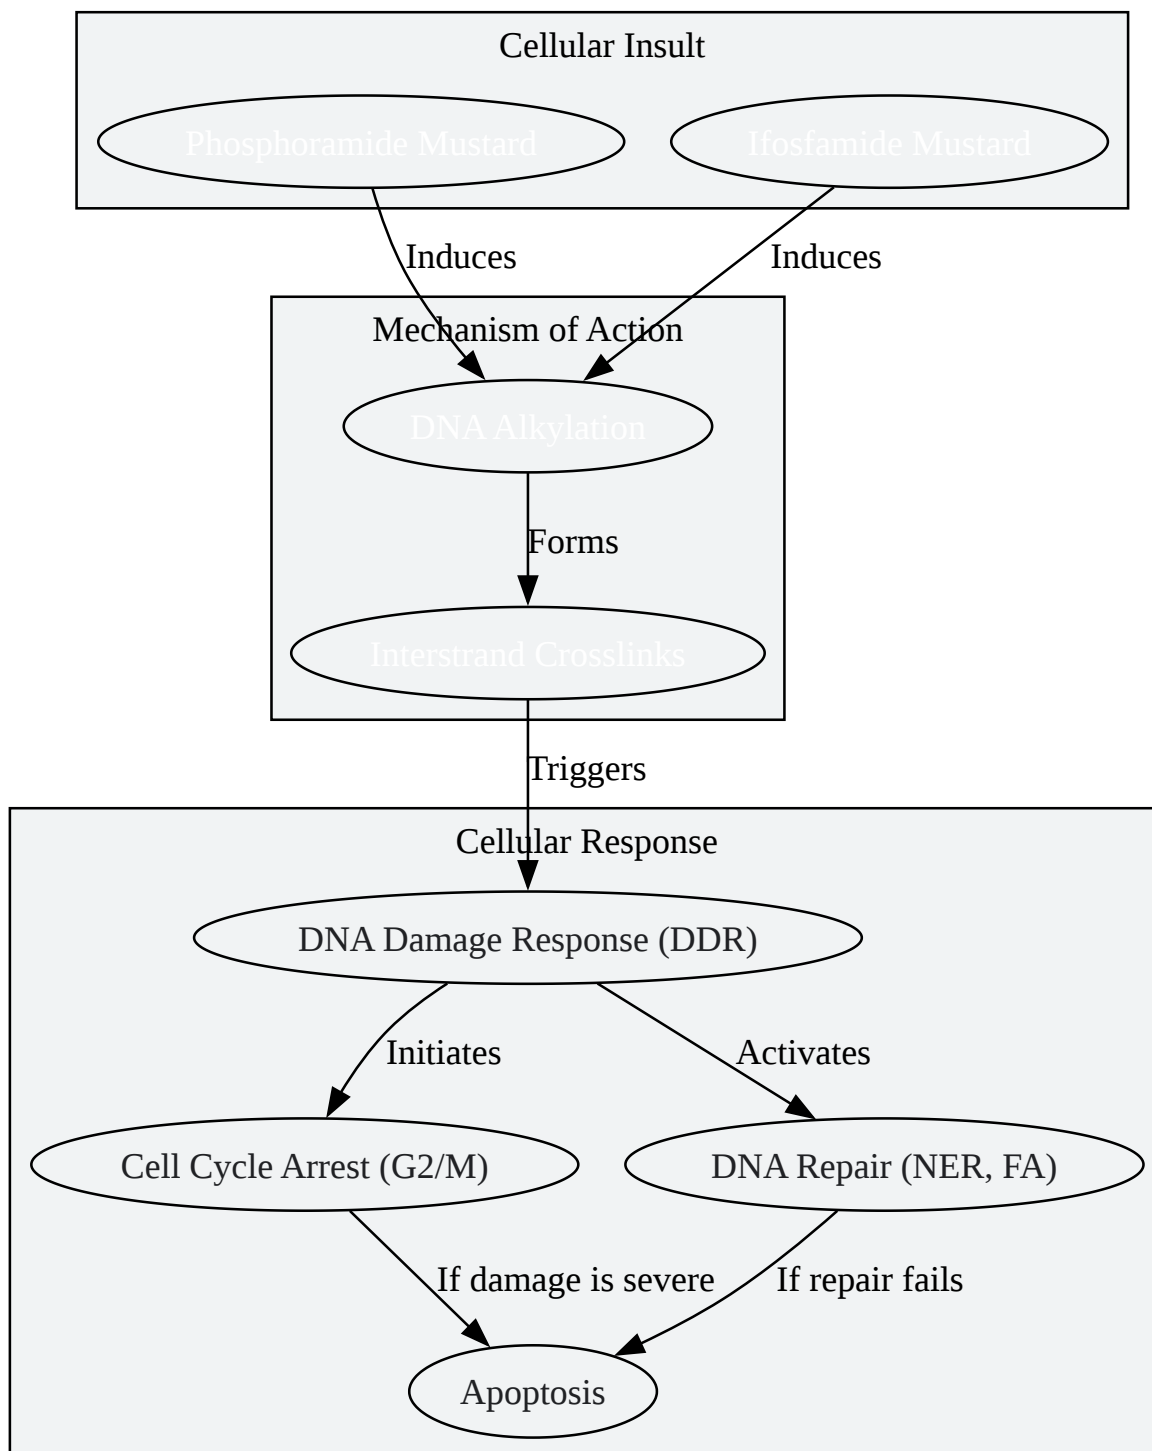 Cellular Insult
Phosphoramide Mustard
Ifosfamide Mustard
Induces
Induces
Mechanism of Action
DNA Alkylation
Forms
Interstrand Crosslinks
Triggers
Cellular Response
DNA Damage Response (DDR)
Initiates
Activates
Cell Cycle Arrest (G2/M)
DNA Repair (NER, FA)
If damage is severe
If repair fails
Apoptosis